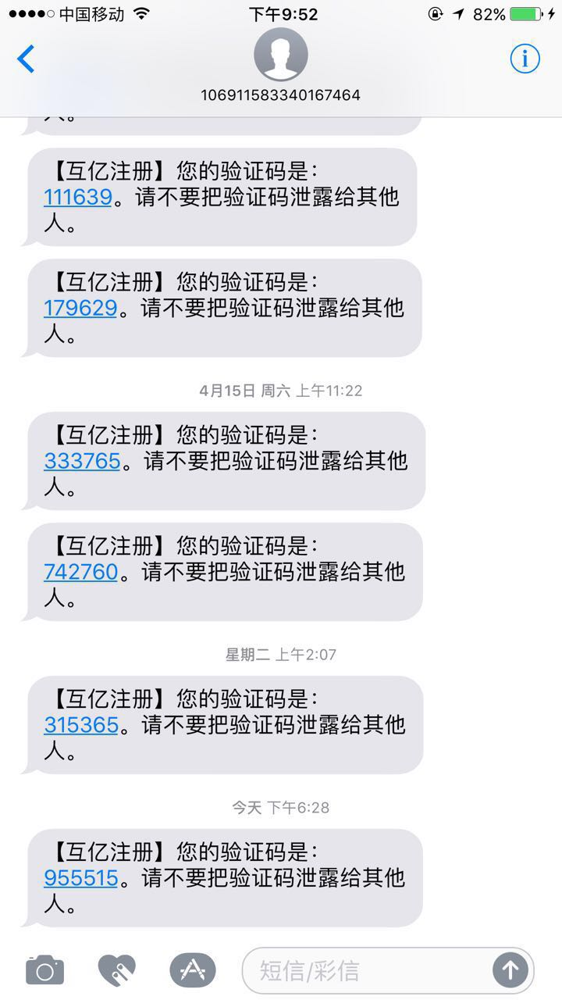 中国移动
下午9:52
82%
106911583340167464
人。
【互亿注册】您的验证码是：
111639。请不要把验证码泄露给其他
人。
【互亿注册】您的验证码是：
179629。请不要把验证码泄露给其他
人。
4月15日 周六 上午11:22
【互亿注册】您的验证码是：
333765。请不要把验证码泄露给其他
人。
【互亿注册】您的验证码是：
742760。请不要把验证码泄露给其他
人。
星期二 上午2:07
【互亿注册】您的验证码是：
315365。请不要把验证码泄露给其他
人。
今天 下午6:28
【互亿注册】您的验证码是：
955515。请不要把验证码泄露给其他
人。
短信/彩信